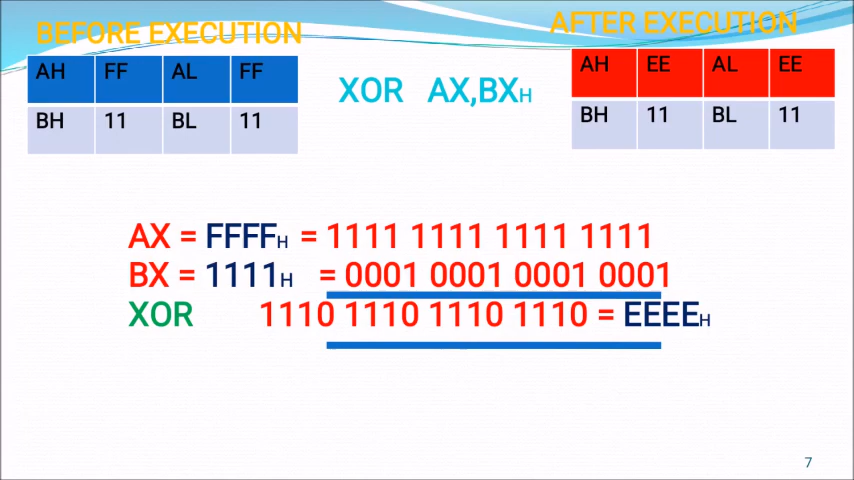 BEFORE EXECUTION
AFTER EXECUTION
AH FF AL FF
BH 11 BL 11
XOR AX,BXH
AH EE AL EE
BH 11 BL 11
AX = FFFFH = 1111 1111 1111 1111
BX = 1111H = 0001 0001 0001 0001
XOR 1110 1110 1110 1110 = EEEEH
7